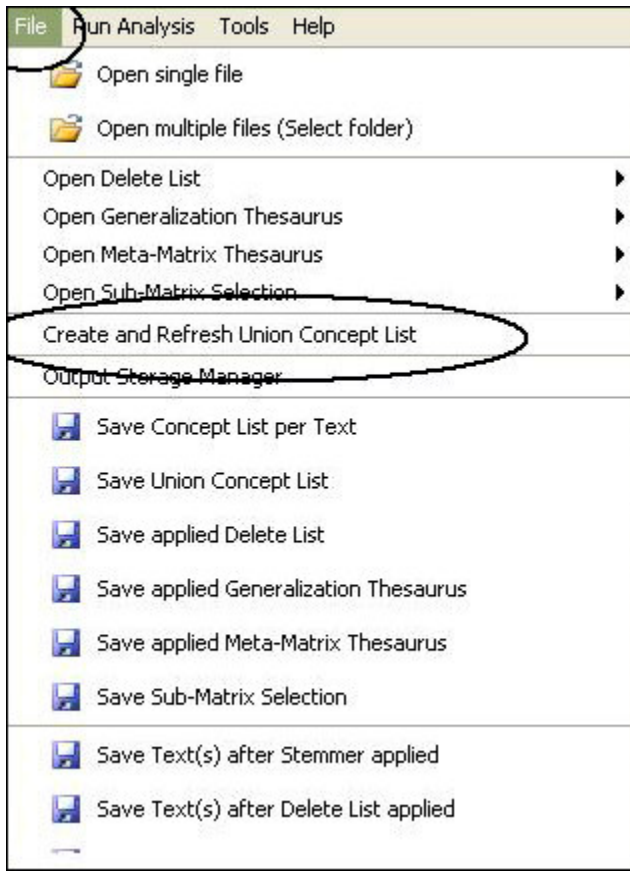 File Run Analysis Tools Help
Open single file
Open multiple files (Select folder)
Open Delete List
Open Generalization Thesaurus
Open Meta-Matrix Thesaurus
Open Sub-Matrix Selection
Create and Refresh Union Concept List
Output Storage Manager
Save Concept List per Text
Save Union Concept List
Save applied Delete List
Save applied Generalization Thesaurus
Save applied Meta-Matrix Thesaurus
Save Sub-Matrix Selection
Save Text(s) after Stemmer applied
Save Text(s) after Delete List applied